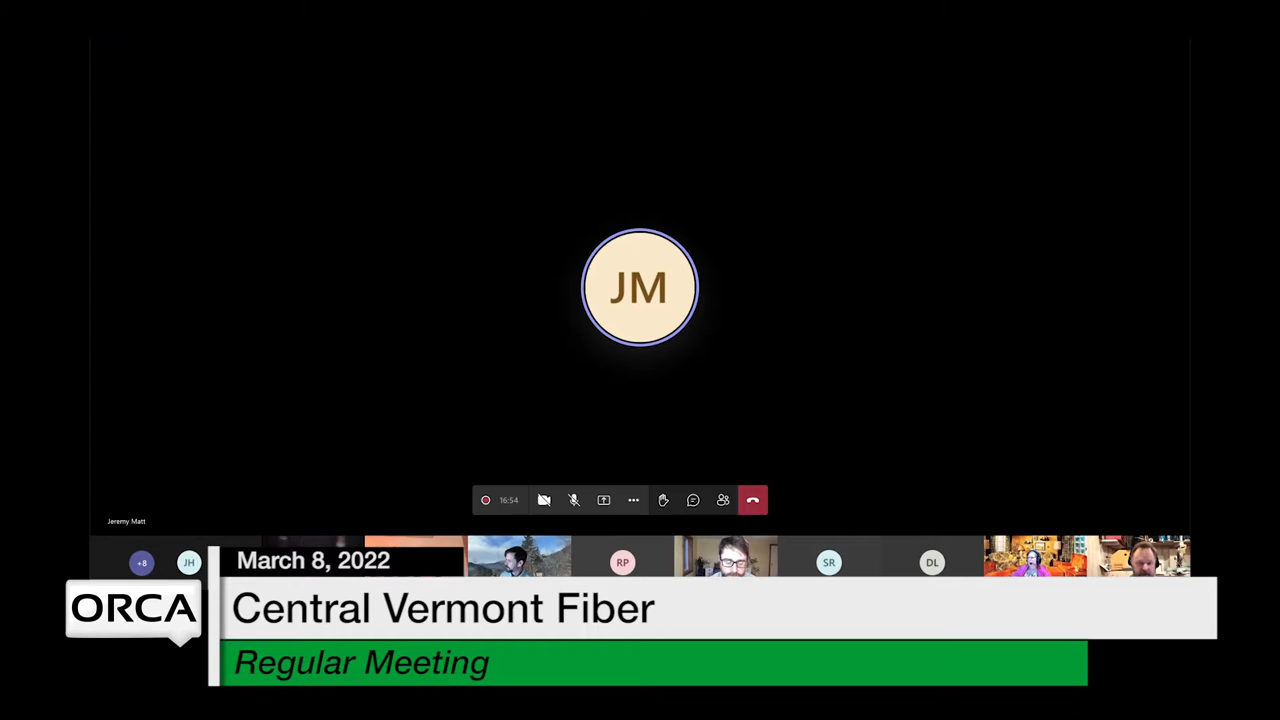 JM
16:54
Jeremy Matt
+8
JH
RP
SR
DL
March 8, 2022
ORCA
Central Vermont Fiber
Regular Meeting